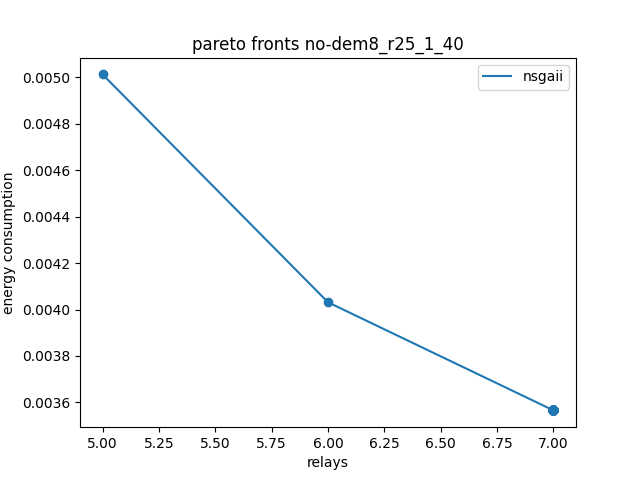 pareto fronts no-dem8_r25_1_40
nsgaii
0.0050
0.0048
0.0046
0.0044
0.0042
0.0040
0.0038
0.0036
energy consumption
5.00 5.25 5.50 5.75 6.00 6.25 6.50 6.75 7.00
relays